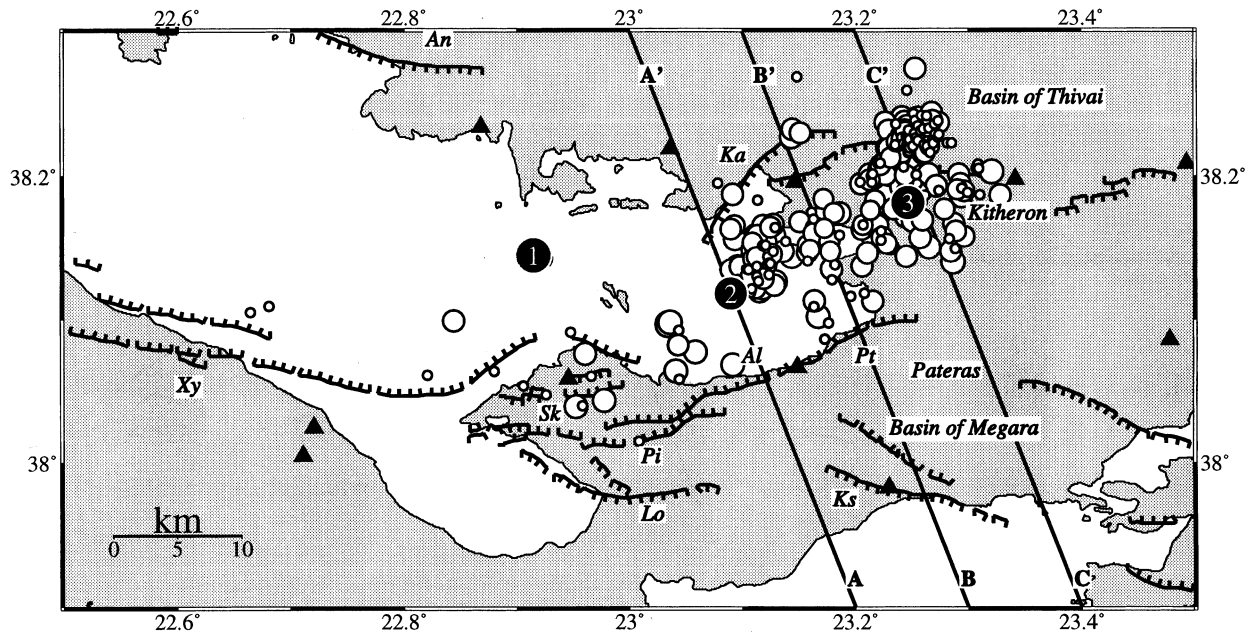 22.6° 22.8° 23° 23.2° 23.4°
An
A' B' C'
Basin of Thivai
Ka
38.2° 38.2°
3
Kitheron
1
2
Al Pt
Pateras
Xy
Sk
Basin of Megara
Pi
38° 38°
Lo Ks
km
0 5 10
A B C'
22.6° 22.8° 23° 23.2° 23.4°